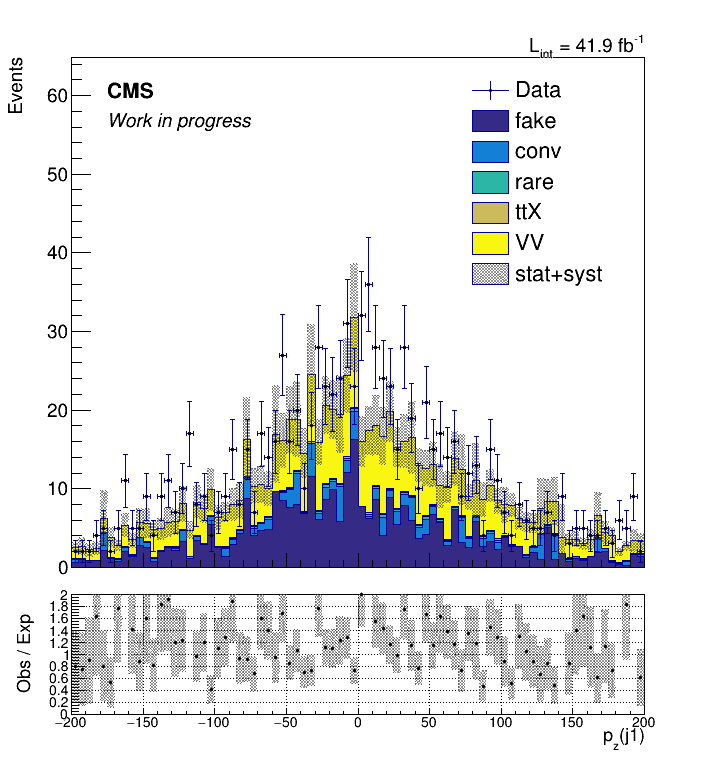 L_int = 41.9 fb^-1
Events
CMS
Work in progress
Data
fake
conv
rare
ttX
VV
stat+syst
60
50
40
30
20
10
0
Obs / Exp
2
1.8
1.6
1.4
1.2
1
0.8
0.6
0.4
0.2
0
−200 −150 −100 −50 0 50 100 150 200
p_z(j1)